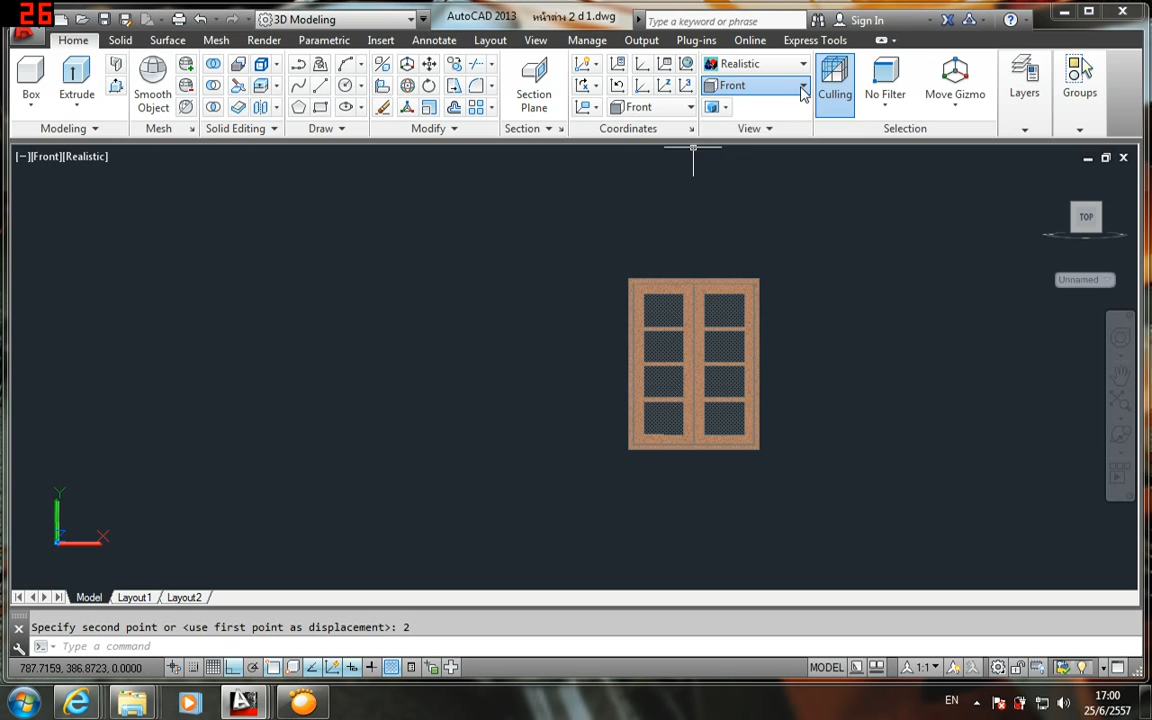 26
3D Modeling
AutoCAD 2013
หน้าต่าง 2 d 1.dwg
Type a keyword or phrase
Sign In
Home
Solid
Surface
Mesh
Render
Parametric
Insert
Annotate
Layout
View
Manage
Output
Plug-ins
Online
Express Tools
Realistic
Front
Box
Extrude
Smooth
Object
Section
Plane
Front
Culling
No Filter
Move Gizmo
Layers
Groups
Modeling
Mesh
Solid Editing
Draw
Modify
Section
Coordinates
View
Selection
[−][Front][Realistic]
TOP
Unnamed
Y
X
Model
Layout1
Layout2
Specify second point or <use first point as displacement>: 2
Type a command
787.7159, 386.8723, 0.0000
MODEL
1:1
EN
17:00
25/6/2557